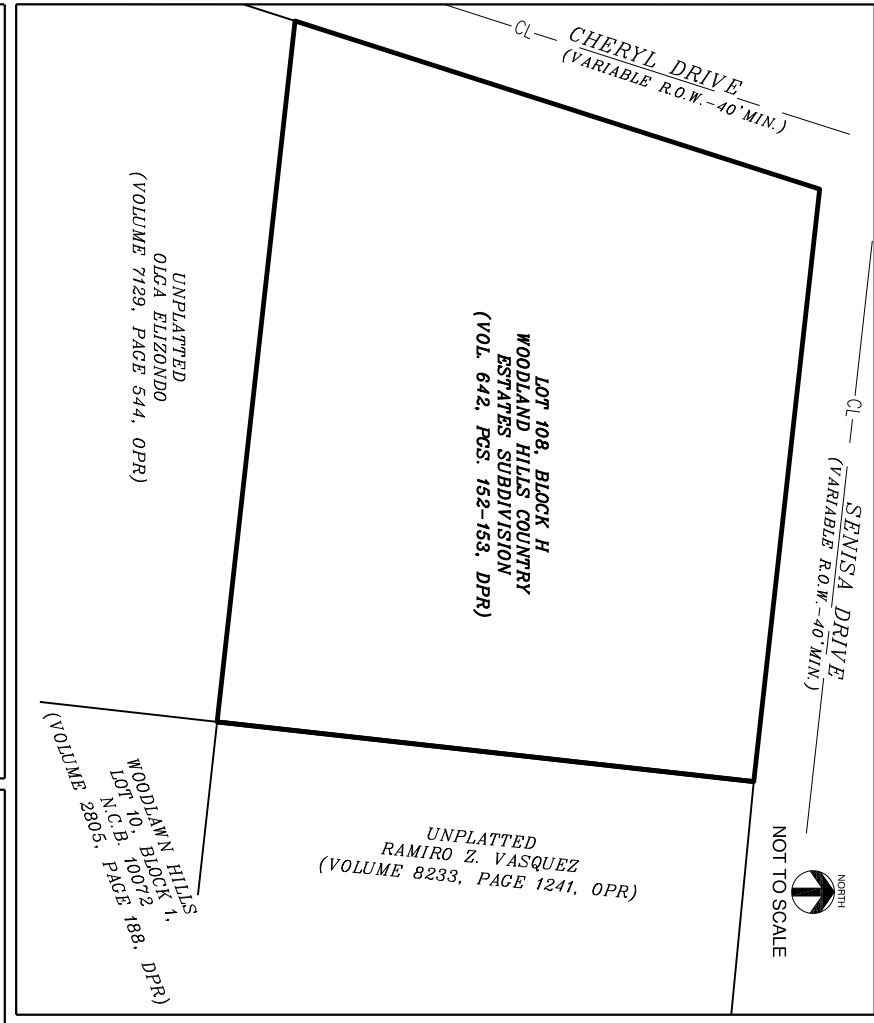 CL CHERYL DRIVE
(VARIABLE R.O.W.-40'MIN.)
CL SENISA DRIVE
(VARIABLE R.O.W.-40'MIN.)
NORTH
NOT TO SCALE
LOT 108, BLOCK H
WOODLAND HILLS COUNTRY
ESTATES SUBDIVISION
(VOL. 642, PGS. 152-153, DPR)
UNPLATTED
OLGA ELIZONDO
(VOLUME 7129, PAGE 544, OPR)
UNPLATTED
RAMIRO Z. VASQUEZ
(VOLUME 8233, PAGE 1241, OPR)
WOODLAWN HILLS
LOT 10, BLOCK 1,
N.C.B. 10072
(VOLUME 2805, PAGE 188, DPR)